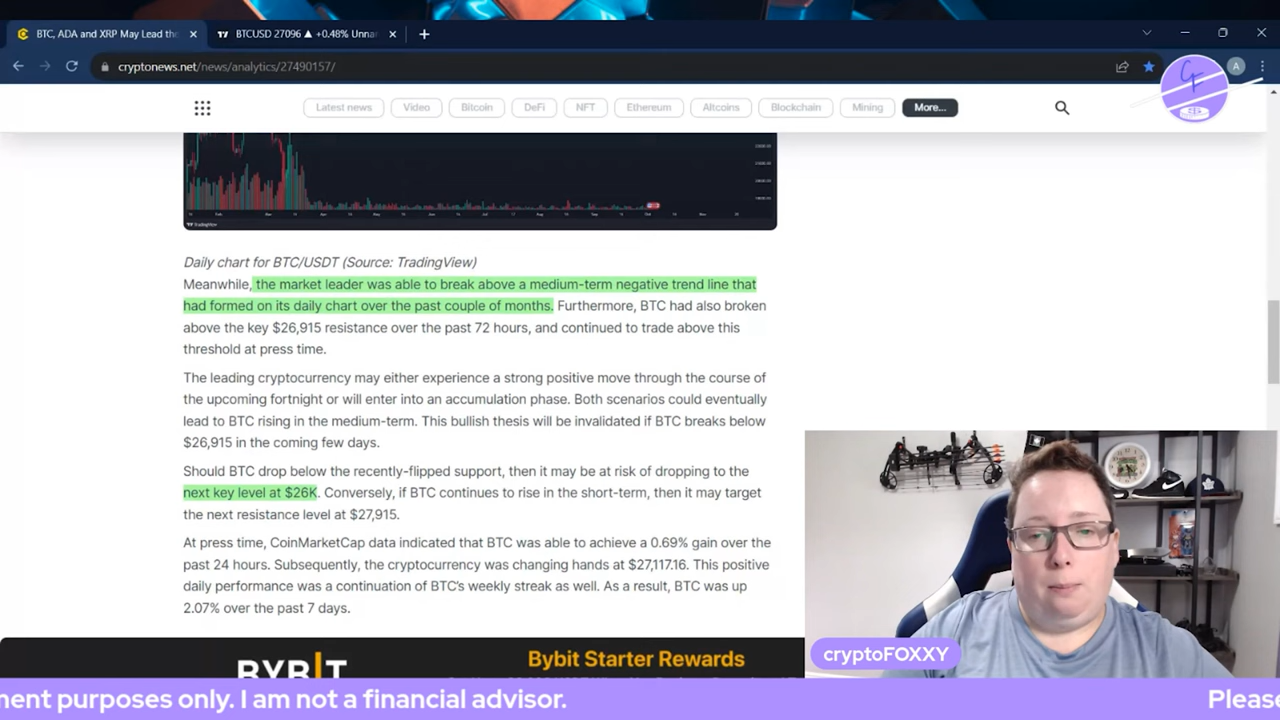 BTC, ADA and XRP May Lead the
BTCUSD 27096 ▲ +0.48% Unna
cryptonews.net/news/analytics/27490157/
A
Latest news Video Bitcoin DeFi NFT Ethereum Altcoins Blockchain Mining More...
TradingView
Daily chart for BTC/USDT (Source: TradingView)
Meanwhile, the market leader was able to break above a medium-term negative trend line that
had formed on its daily chart over the past couple of months. Furthermore, BTC had also broken
above the key $26,915 resistance over the past 72 hours, and continued to trade above this
threshold at press time.
The leading cryptocurrency may either experience a strong positive move through the course of
the upcoming fortnight or will enter into an accumulation phase. Both scenarios could eventually
lead to BTC rising in the medium-term. This bullish thesis will be invalidated if BTC breaks below
$26,915 in the coming few days.
Should BTC drop below the recently-flipped support, then it may be at risk of dropping to the
next key level at $26K. Conversely, if BTC continues to rise in the short-term, then it may target
the next resistance level at $27,915.
At press time, CoinMarketCap data indicated that BTC was able to achieve a 0.69% gain over the
past 24 hours. Subsequently, the cryptocurrency was changing hands at $27,117.16. This positive
daily performance was a continuation of BTC's weekly streak as well. As a result, BTC was up
2.07% over the past 7 days.
BYBIT
Bybit Starter Rewards
cryptoFOXXY
ment purposes only. I am not a financial advisor.
Please